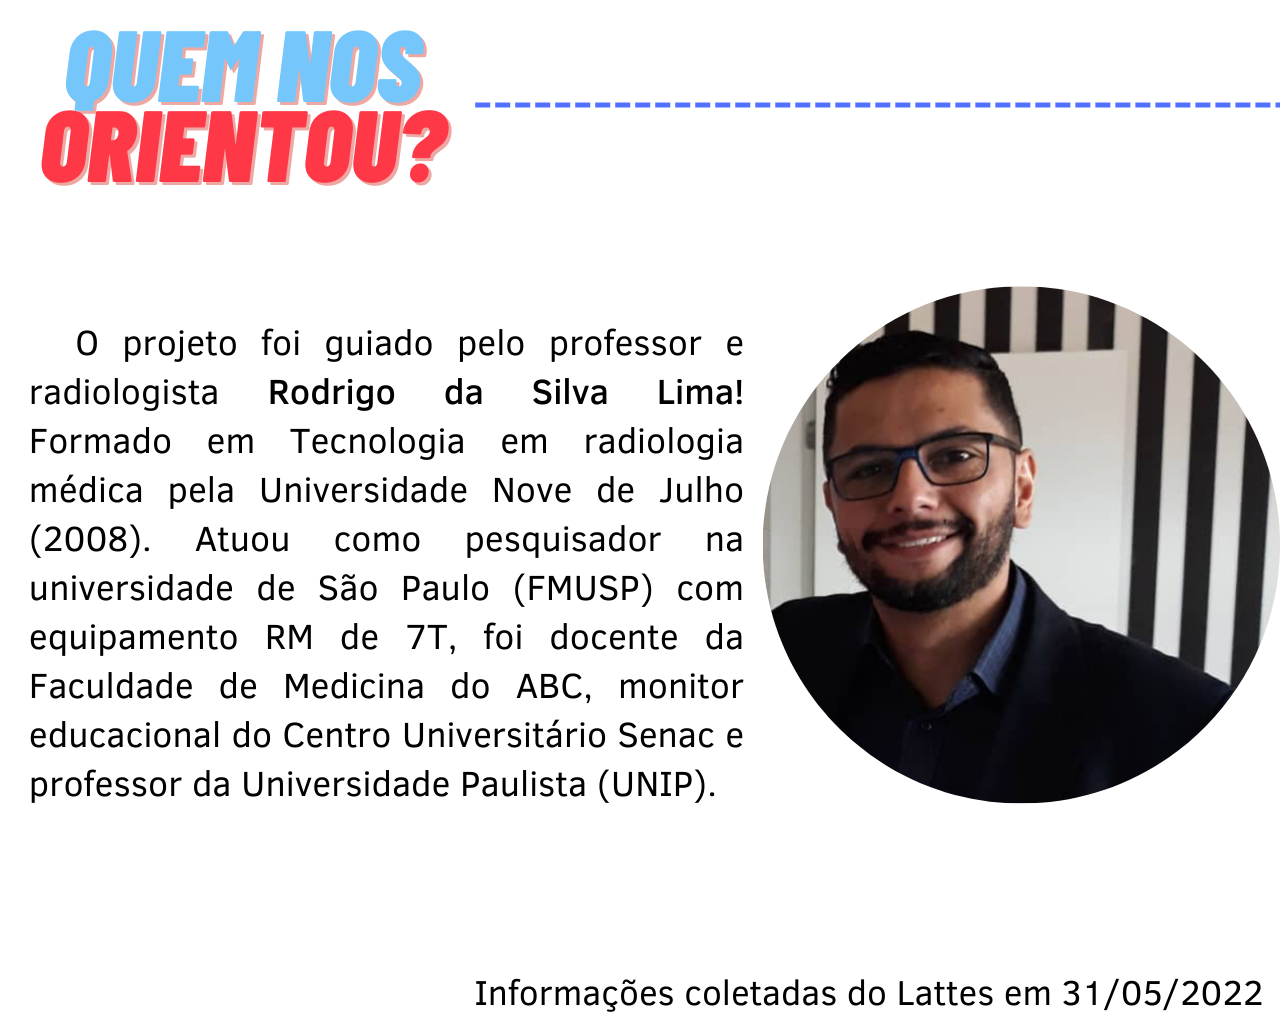 QUEM NOS
ORIENTOU?
O projeto foi guiado pelo professor e
radiologista Rodrigo da Silva Lima!
Formado em Tecnologia em radiologia
médica pela Universidade Nove de Julho
(2008). Atuou como pesquisador na
universidade de São Paulo (FMUSP) com
equipamento RM de 7T, foi docente da
Faculdade de Medicina do ABC, monitor
educacional do Centro Universitário Senac e
professor da Universidade Paulista (UNIP).
Informações coletadas do Lattes em 31/05/2022